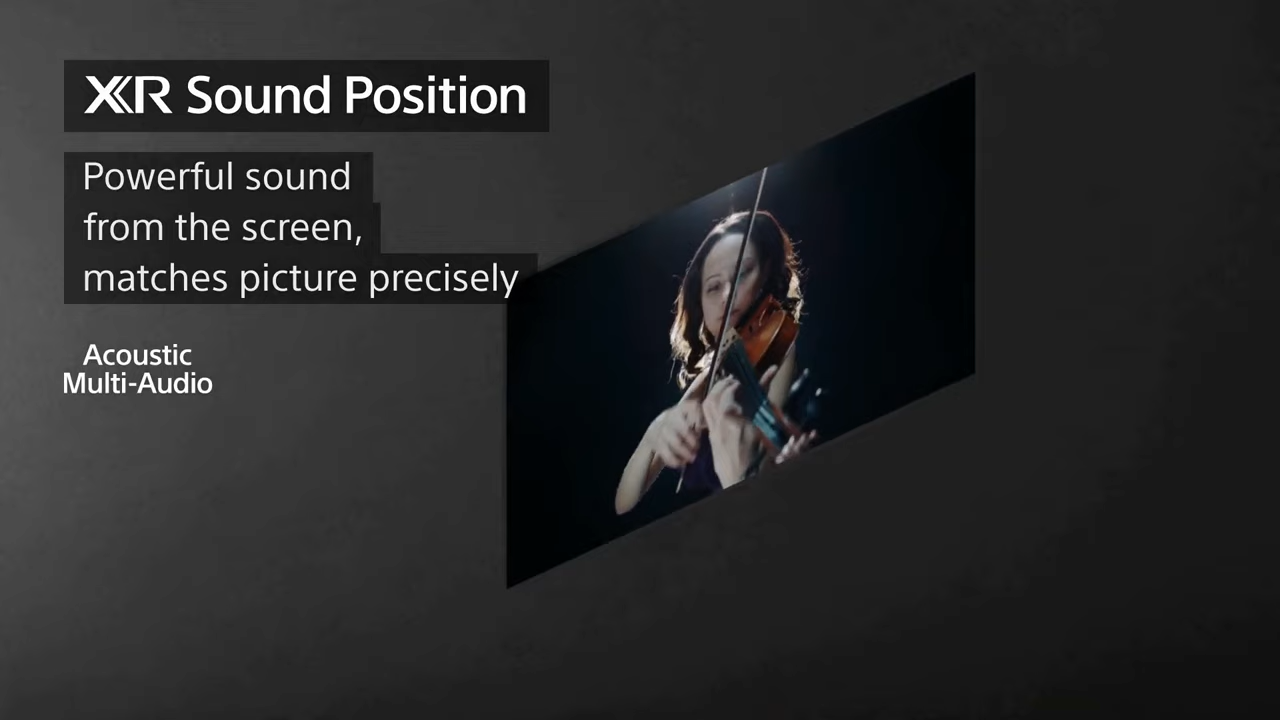 XR Sound Position
Powerful sound
from the screen,
matches picture precisely
Acoustic
Multi-Audio